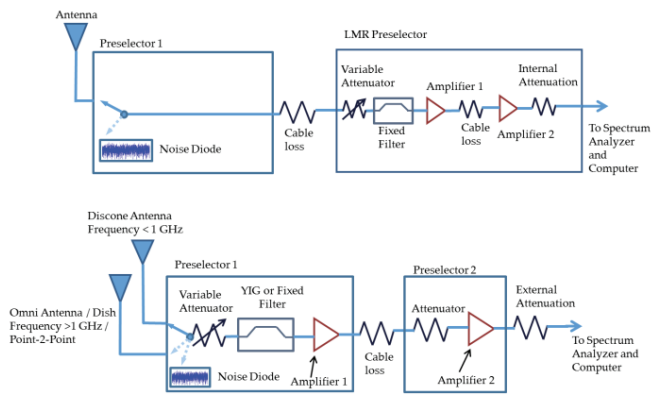 Antenna
Preselector 1
LMR Preselector
Variable
Attenuator
Amplifier 1
Internal
Attenuation
Noise Diode
Cable
loss
Fixed
Filter
Cable
loss
Amplifier 2
To Spectrum
Analyzer
and
Computer
Discone Antenna
Frequency < 1 GHz
Omni Antenna / Dish
Frequency >1 GHz /
Point-2-Point
Preselector 1
Variable
Attenuator
YIG or Fixed
Filter
Noise Diode
Amplifier 1
Cable
loss
Preselector 2
Attenuator
Amplifier 2
External
Attenuation
To Spectrum
Analyzer and
Computer